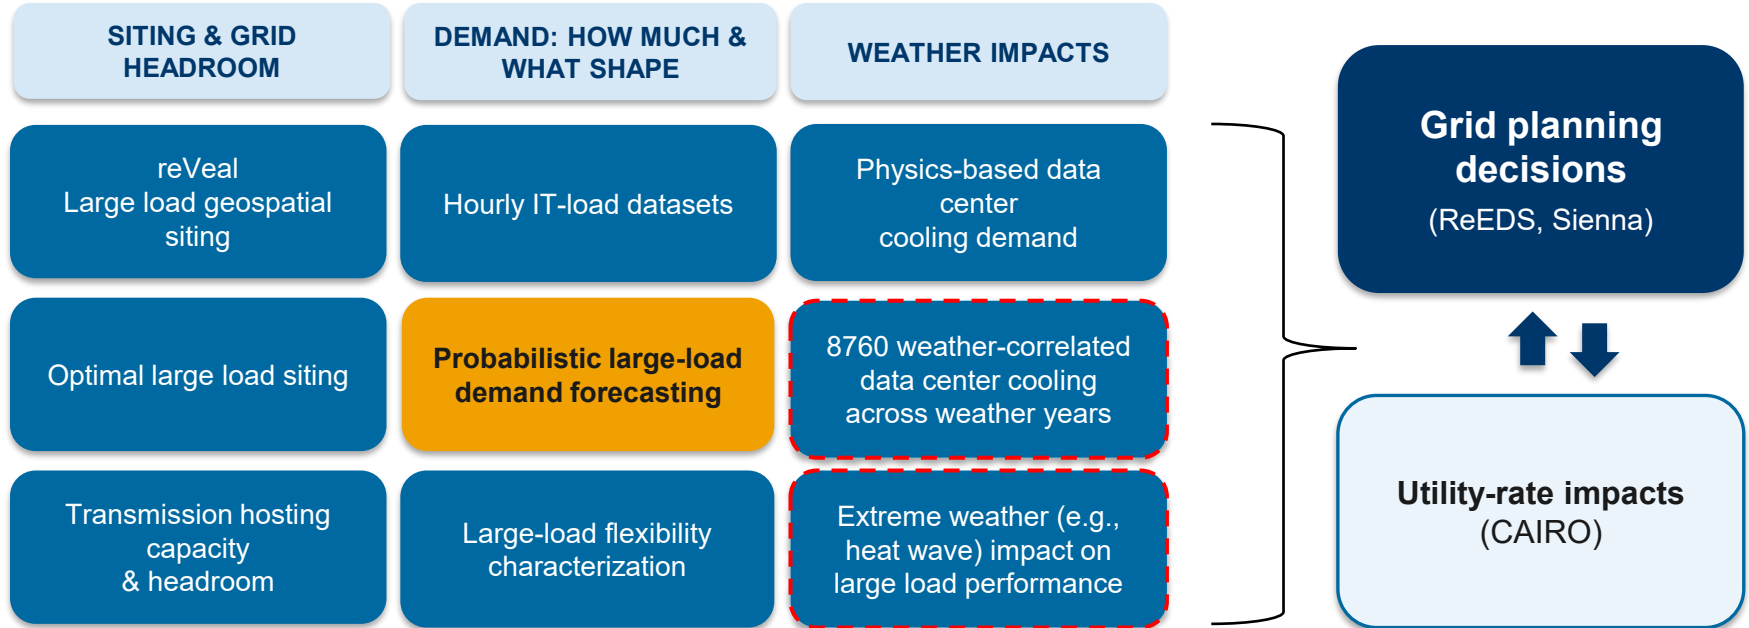 SITING & GRID
HEADROOM
DEMAND: HOW MUCH &
WHAT SHAPE
WEATHER IMPACTS
reVeal
Large load geospatial
siting
Hourly IT-load datasets
Physics-based data
center
cooling demand
Optimal large load siting
Probabilistic large-load
demand forecasting
8760 weather-correlated
data center cooling
across weather years
Transmission hosting
capacity
& headroom
Large-load flexibility
characterization
Extreme weather (e.g.,
heat wave) impact on
large load performance
Grid planning
decisions
(ReEDS, Sienna)
Utility-rate impacts
(CAIRO)